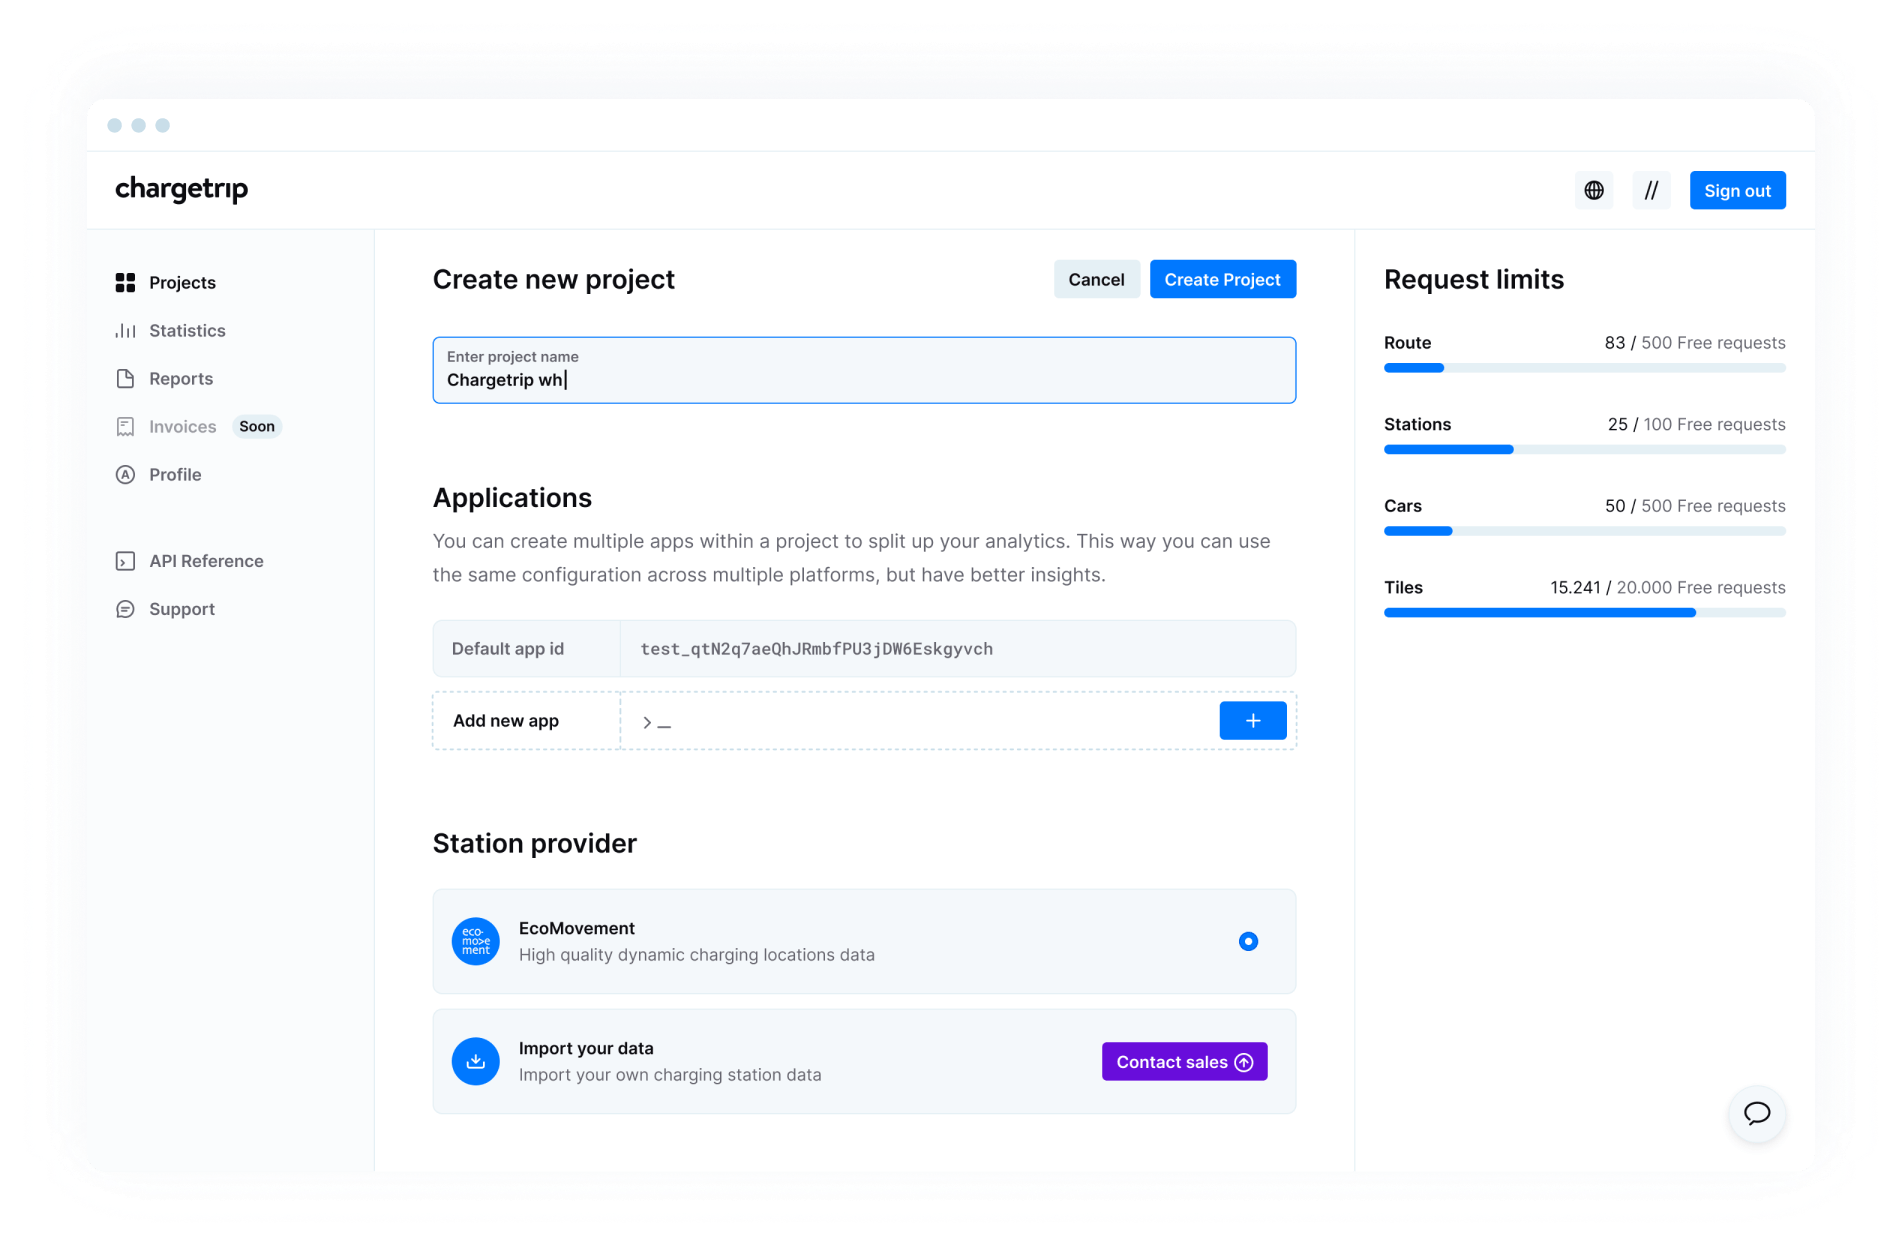 chargetrip
//
Sign out
Projects
Statistics
Reports
Invoices Soon
Profile
API Reference
Support
Create new project
Cancel
Create Project
Enter project name
Chargetrip wh
Applications
You can create multiple apps within a project to split up your analytics. This way you can use
the same configuration across multiple platforms, but have better insights.
Default app id
test_qtN2q7aeQhJRmbfPU3jDW6Eskgyvch
Add new app
>_
+
Station provider
eco-
mo>e
ment
EcoMovement
High quality dynamic charging locations data
Import your data
Import your own charging station data
Contact sales
Request limits
Route 83 / 500 Free requests
Stations 25 / 100 Free requests
Cars 50 / 500 Free requests
Tiles 15.241 / 20.000 Free requests